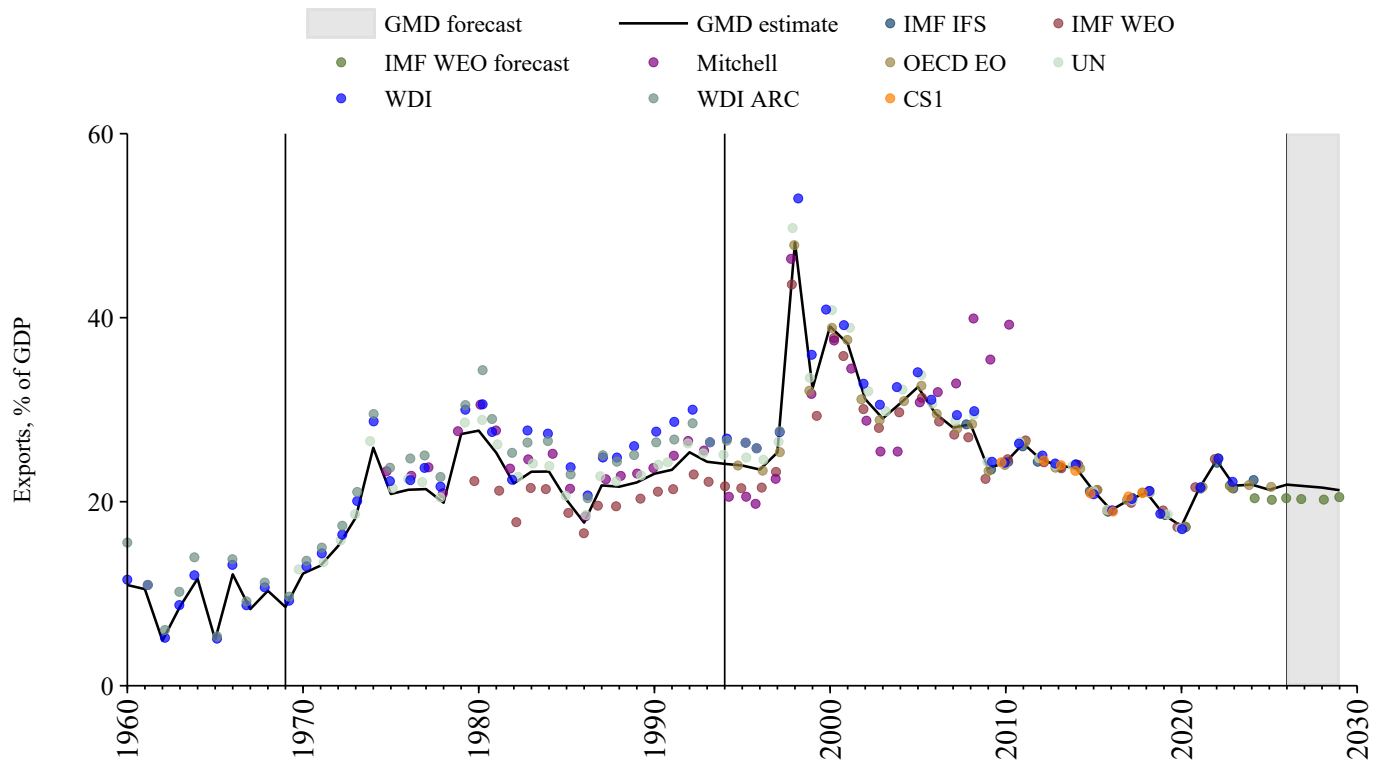 GMD forecast GMD estimate IMF IFS IMF WEO
IMF WEO forecast Mitchell OECD EO UN
WDI WDI ARC CS1
Exports, % of GDP
60
40
20
0
1960 1970 1980 1990 2000 2010 2020 2030